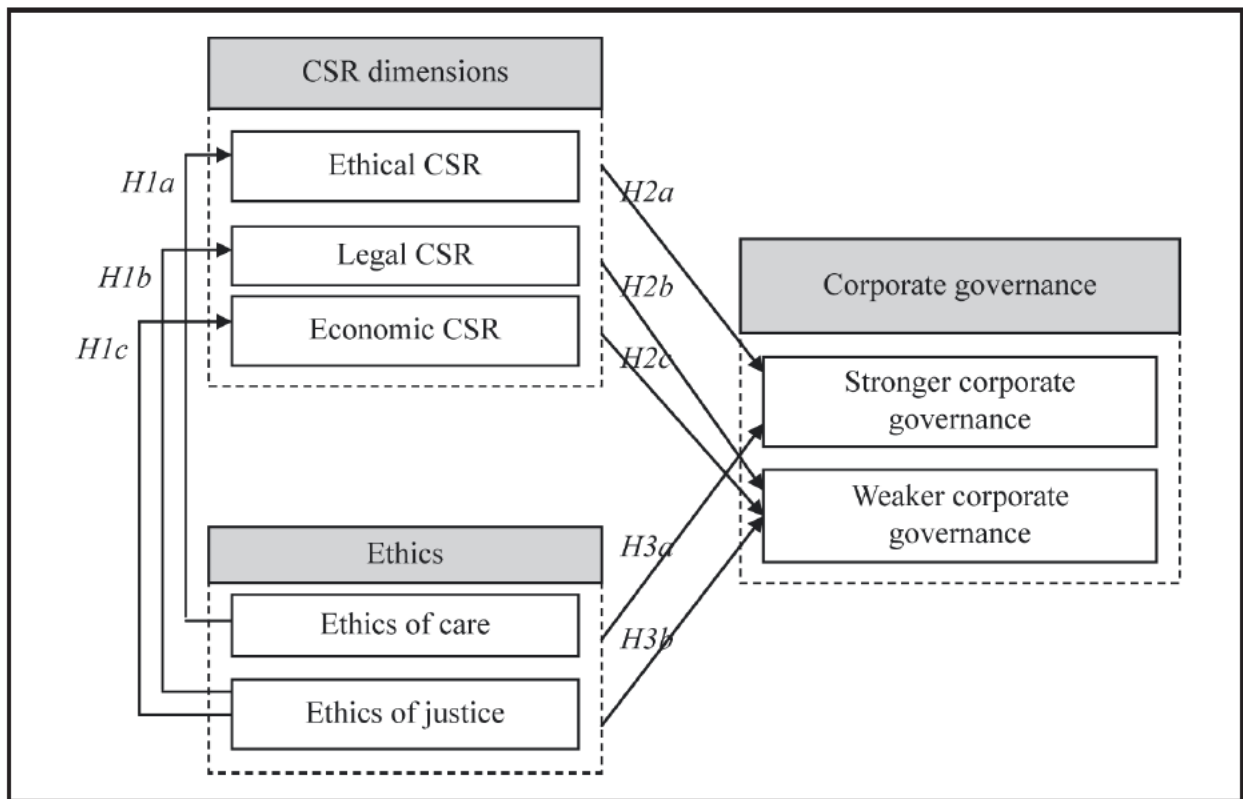 CSR dimensions
Ethical CSR
Legal CSR
Economic CSR
H1a
H1b
H1c
H2a
H2b
H2c
Corporate governance
Stronger corporate
governance
Weaker corporate
governance
Ethics
Ethics of care
Ethics of justice
H3a
H3b